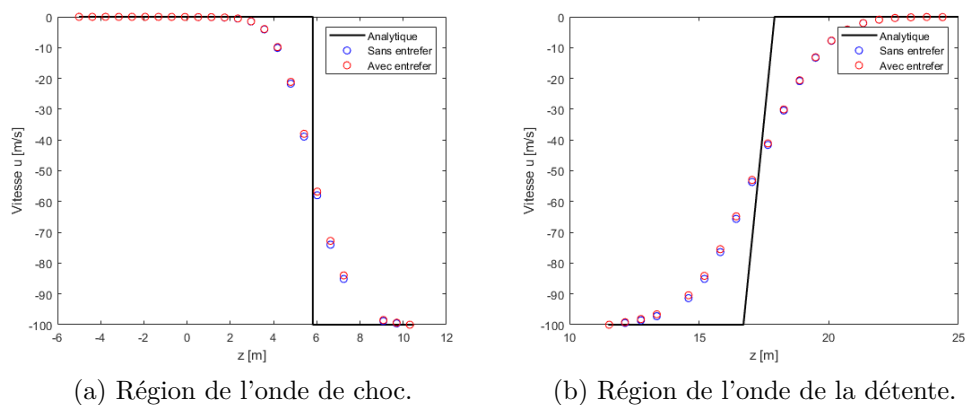 0
-10
-20
-30
-40
-50
-60
-70
-80
-90
-100
-6 -4 -2 0 2 4 6 8 10 12
Vitesse u [m/s]
z [m]
Analytique
Sans entrefer
Avec entrefer
(a) Région de l'onde de choc.
0
-10
-20
-30
-40
-50
-60
-70
-80
-90
-100
10 15 20 25
Vitesse u [m/s]
z [m]
Analytique
Sans entrefer
Avec entrefer
(b) Région de l'onde de la détente.